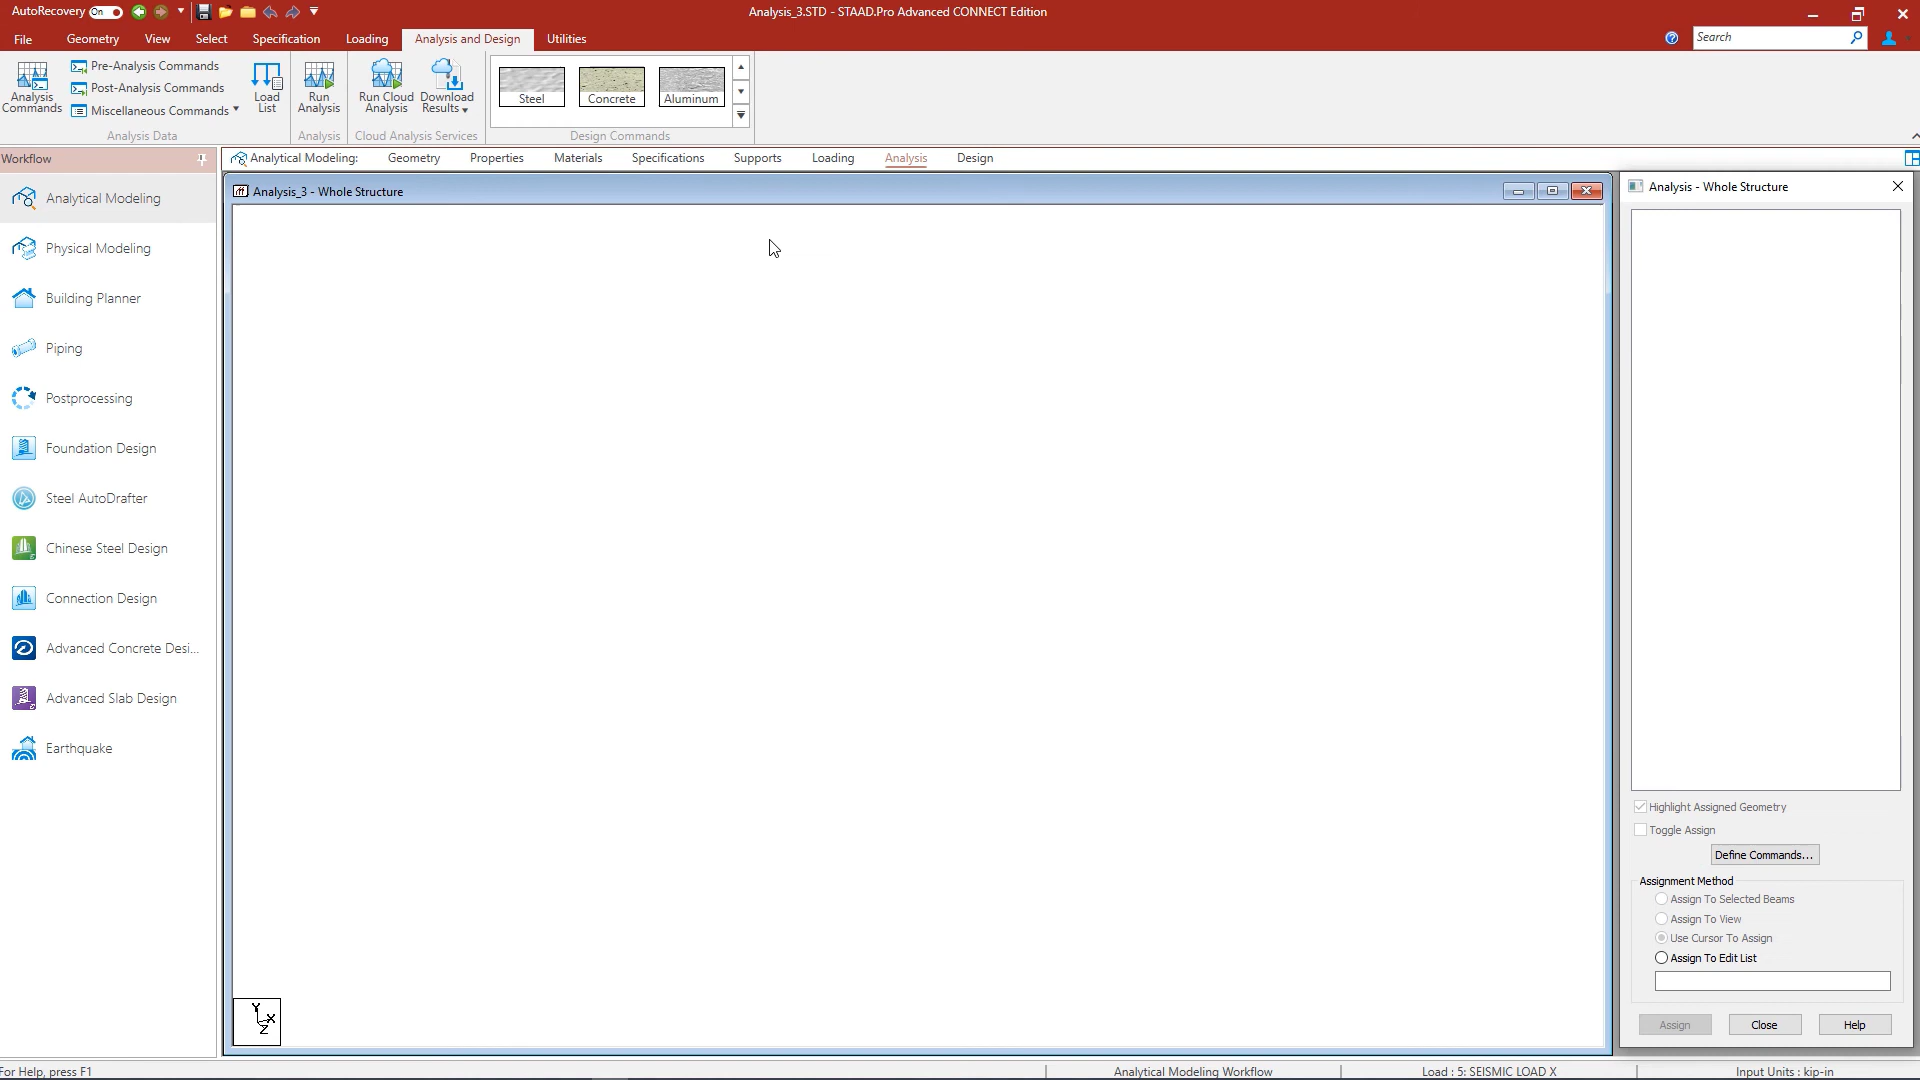 AutoRecovery On
Analysis_3.STD - STAAD.Pro Advanced CONNECT Edition
File Geometry View Select Specification Loading Analysis and Design Utilities
Search
Analysis Commands
Pre-Analysis Commands
Post-Analysis Commands
Miscellaneous Commands
Load List
Run Analysis
Run Cloud Analysis
Download Results
Steel Concrete Aluminum
Analysis Data Analysis Cloud Analysis Services Design Commands
Workflow
Analytical Modeling: Geometry Properties Materials Specifications Supports Loading Analysis Design
Analytical Modeling
Physical Modeling
Building Planner
Piping
Postprocessing
Foundation Design
Steel AutoDrafter
Chinese Steel Design
Connection Design
Advanced Concrete Desi...
Advanced Slab Design
Earthquake
Analysis_3 - Whole Structure
Y
X
Z
Analysis - Whole Structure
Highlight Assigned Geometry
Toggle Assign
Define Commands...
Assignment Method
Assign To Selected Beams
Assign To View
Use Cursor To Assign
Assign To Edit List
Assign Close Help
For Help, press F1
Analytical Modeling Workflow
Load : 5: SEISMIC LOAD X
Input Units : kip-in